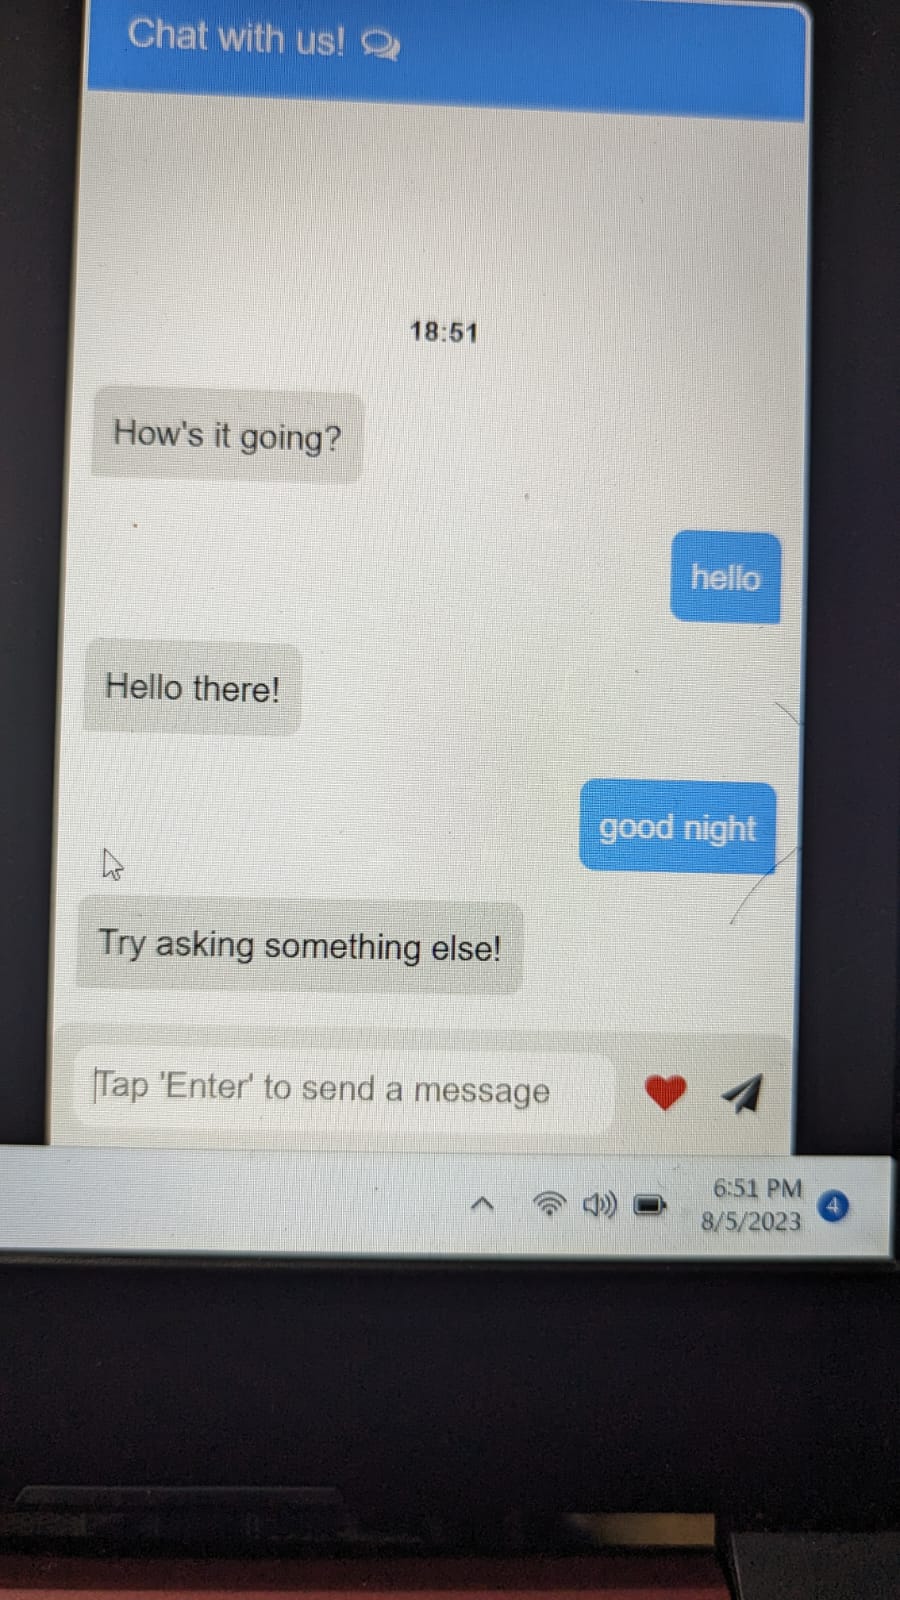 Chat with us!
18:51
How's it going?
hello
Hello there!
good night
Try asking something else!
Tap 'Enter' to send a message
6:51 PM
8/5/2023
4